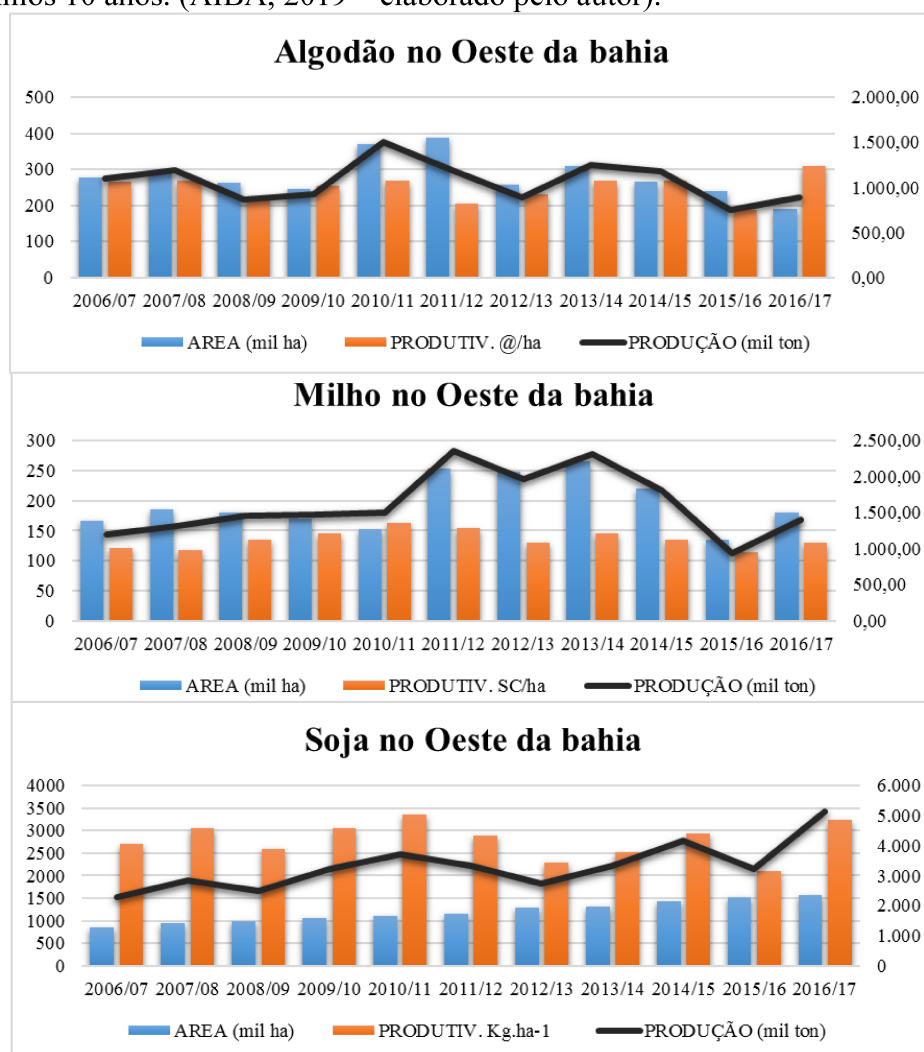 10 anos. (AIBA, 2019 – elaborado pelo autor).
Algodão no Oeste da bahia
500 2.000,00
400 1.500,00
300 1.000,00
200
100 500,00
0 0,00
2006/07 2007/08 2008/09 2009/10 2010/11 2011/12 2012/13 2013/14 2014/15 2015/16 2016/17
AREA (mil ha) PRODUTIV. @/ha PRODUÇÃO (mil ton)
Milho no Oeste da bahia
300 2.500,00
250 2.000,00
200 1.500,00
150 1.000,00
100
50 500,00
0 0,00
2006/07 2007/08 2008/09 2009/10 2010/11 2011/12 2012/13 2013/14 2014/15 2015/16 2016/17
AREA (mil ha) PRODUTIV. SC/ha PRODUÇÃO (mil ton)
Soja no Oeste da bahia
4000 6.000
3500 5.000
3000 4.000
2500
2000 3.000
1500 2.000
1000 1.000
500
0 0
2006/07 2007/08 2008/09 2009/10 2010/11 2011/12 2012/13 2013/14 2014/15 2015/16 2016/17
AREA (mil ha) PRODUTIV. Kg.ha-1 PRODUÇÃO (mil ton)